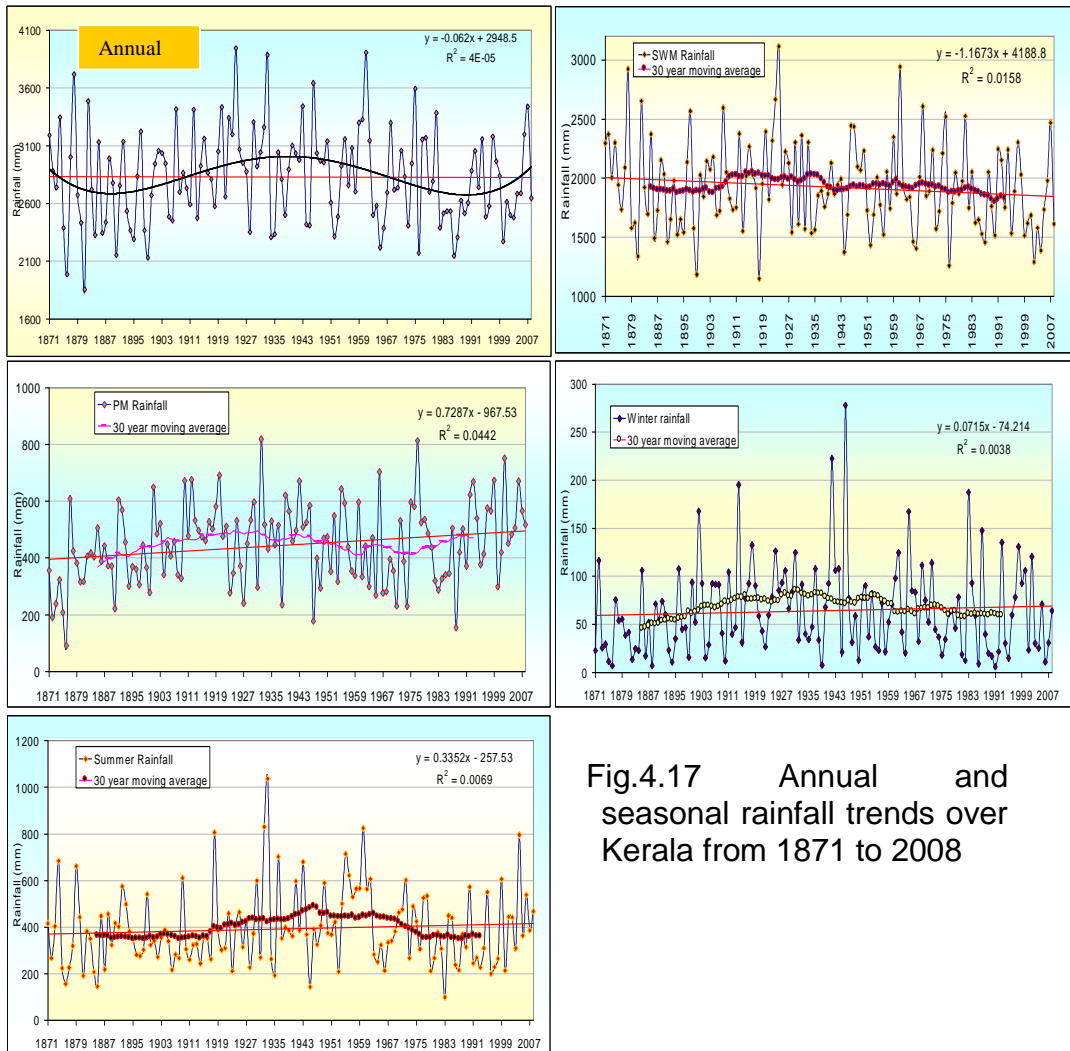 Annual
y = -0.062x + 2948.5
R² = 4E-05
Rainfall (mm)
4100
3600
3100
2600
2100
1600
1871 1879 1887 1895 1903 1911 1919 1927 1935 1943 1951 1959 1967 1975 1983 1991 1999 2007
SWM Rainfall
30 year moving average
y = -1.1673x + 4188.8
R² = 0.0158
Rainfall (mm)
3000
2500
2000
1500
1000
1871 1879 1887 1895 1903 1911 1919 1927 1935 1943 1951 1959 1967 1975 1983 1991 1999 2007
PM Rainfall
30 year moving average
y = 0.7287x - 967.53
R² = 0.0442
Rainfall (mm)
1000
800
600
400
200
0
1871 1879 1887 1895 1903 1911 1919 1927 1935 1943 1951 1959 1967 1975 1983 1991 1999 2007
Winter rainfall
30 year moving average
y = 0.0715x - 74.214
R² = 0.0038
Rainfall (mm)
300
250
200
150
100
50
0
1871 1879 1887 1895 1903 1911 1919 1927 1935 1943 1951 1959 1967 1975 1983 1991 1999 2007
Summer Rainfall
30 year moving average
y = 0.3352x - 257.53
R² = 0.0069
Rainfall (mm)
1200
1000
800
600
400
200
0
1871 1879 1887 1895 1903 1911 1919 1927 1935 1943 1951 1959 1967 1975 1983 1991 1999 2007
Fig.4.17 Annual and
seasonal rainfall trends over
Kerala from 1871 to 2008